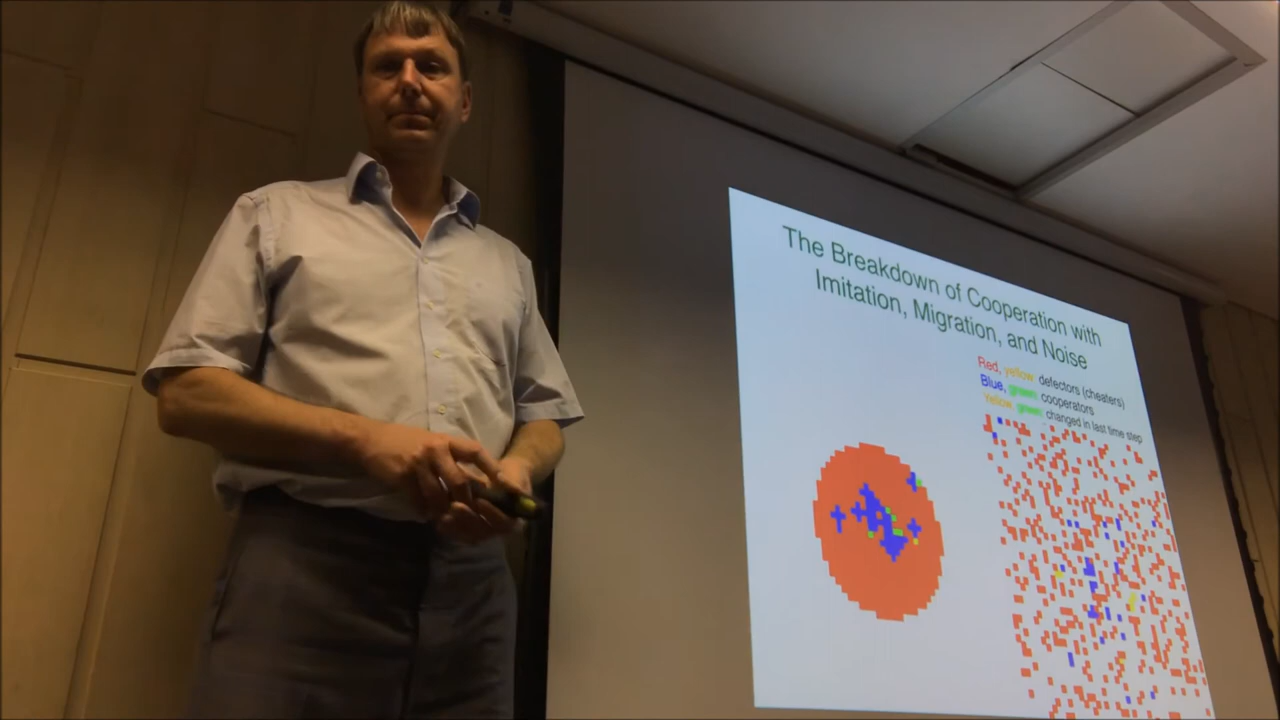 The Breakdown of Cooperation with
Imitation, Migration, and Noise
Red, yellow: defectors (cheaters)
Blue, green: cooperators
Yellow, green: changed in last time step